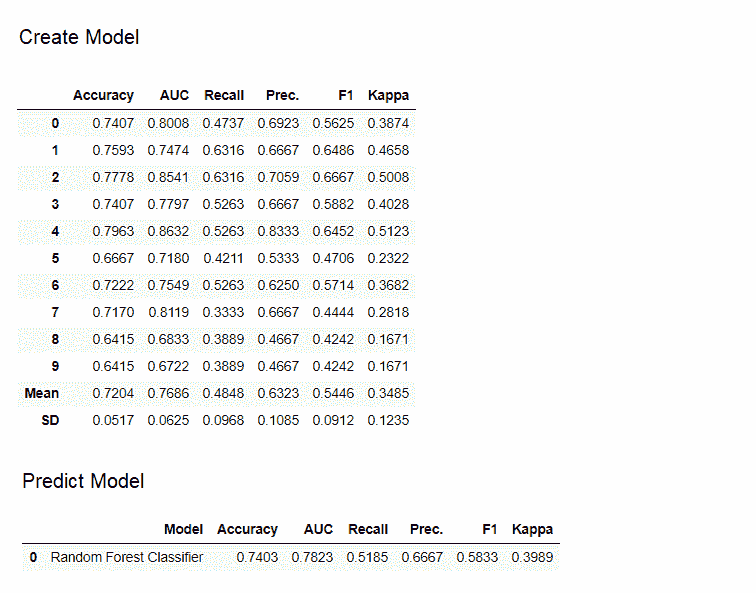 Create Model
Accuracy AUC Recall Prec. F1 Kappa
0 0.7407 0.8008 0.4737 0.6923 0.5625 0.3874
1 0.7593 0.7474 0.6316 0.6667 0.6486 0.4658
2 0.7778 0.8541 0.6316 0.7059 0.6667 0.5008
3 0.7407 0.7797 0.5263 0.6667 0.5882 0.4028
4 0.7963 0.8632 0.5263 0.8333 0.6452 0.5123
5 0.6667 0.7180 0.4211 0.5333 0.4706 0.2322
6 0.7222 0.7549 0.5263 0.6250 0.5714 0.3682
7 0.7170 0.8119 0.3333 0.6667 0.4444 0.2818
8 0.6415 0.6833 0.3889 0.4667 0.4242 0.1671
9 0.6415 0.6722 0.3889 0.4667 0.4242 0.1671
Mean 0.7204 0.7686 0.4848 0.6323 0.5446 0.3485
SD 0.0517 0.0625 0.0968 0.1085 0.0912 0.1235
Predict Model
Model Accuracy AUC Recall Prec. F1 Kappa
0 Random Forest Classifier 0.7403 0.7823 0.5185 0.6667 0.5833 0.3989